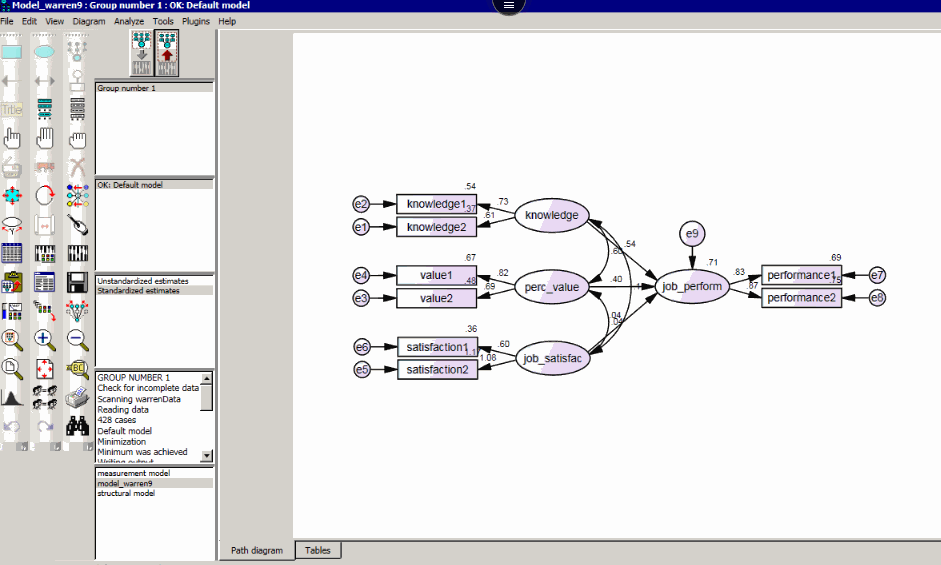 Model_warren9 : Group number 1 : OK: Default model
File Edit View Diagram Analyze Tools Plugins Help
Title
Group number 1
OK: Default model
Unstandardized estimates
Standardized estimates
GROUP NUMBER 1
Check for incomplete data
Scanning warrenData
Reading data
428 cases
Default model
Minimization
Minimum was achieved
Writing output
measurement model
model_warren9
structural model
.54
e2 knowledge1 .73
.37
e1 knowledge2 .61
knowledge
.67
e4 value1 .82
.48
e3 value2 .69
perc_value
.36
e6 satisfaction1 .60
e5 satisfaction2 1.06
job_satisfac
.54
.40
.04
.04
e9
.71
job_perform
.69
.83 performance1 e7
.75
.87 performance2 e8
Path diagram Tables